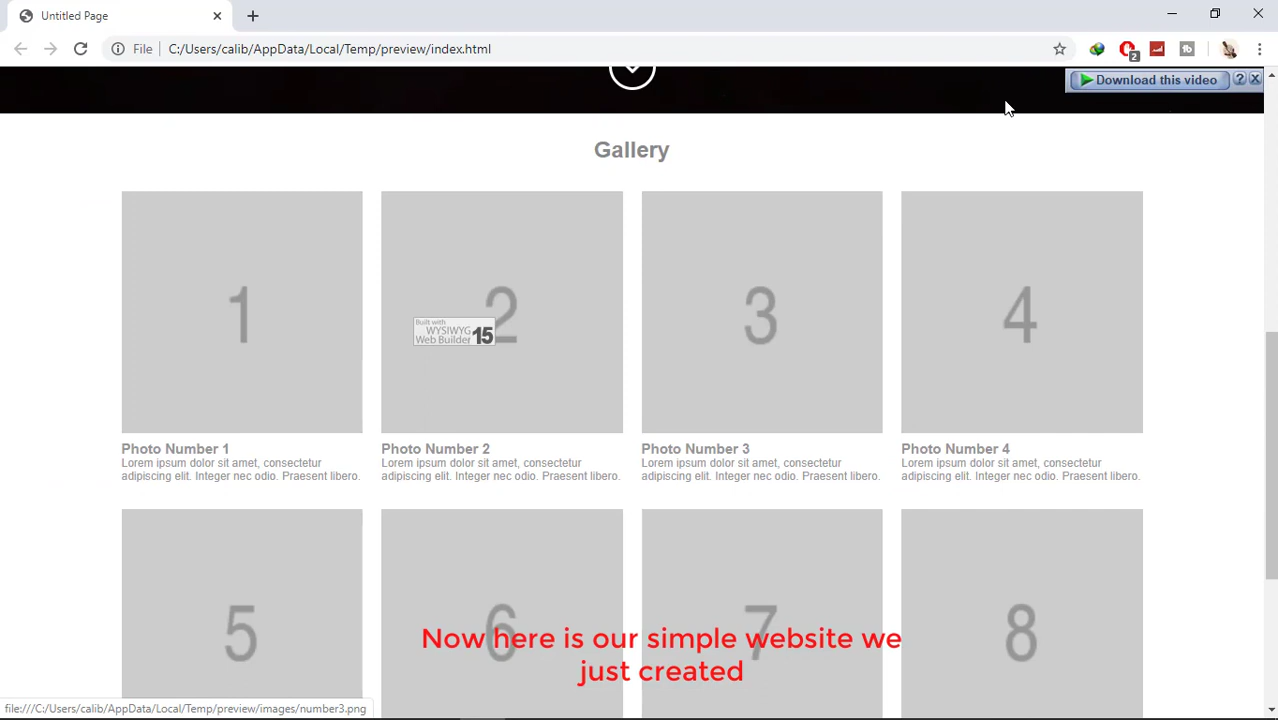 Untitled Page
File
C:/Users/calib/AppData/Local/Temp/preview/index.html
2
Download this video
?
Gallery
1
2
3
4
Built with
WYSIWYG
Web Builder 15
Photo Number 1
Lorem ipsum dolor sit amet, consectetur
adipiscing elit. Integer nec odio. Praesent libero.
Photo Number 2
Lorem ipsum dolor sit amet, consectetur
adipiscing elit. Integer nec odio. Praesent libero.
Photo Number 3
Lorem ipsum dolor sit amet, consectetur
adipiscing elit. Integer nec odio. Praesent libero.
Photo Number 4
Lorem ipsum dolor sit amet, consectetur
adipiscing elit. Integer nec odio. Praesent libero.
5
6
7
8
Now here is our simple website we
just created
file:///C:/Users/calib/AppData/Local/Temp/preview/images/number3.png